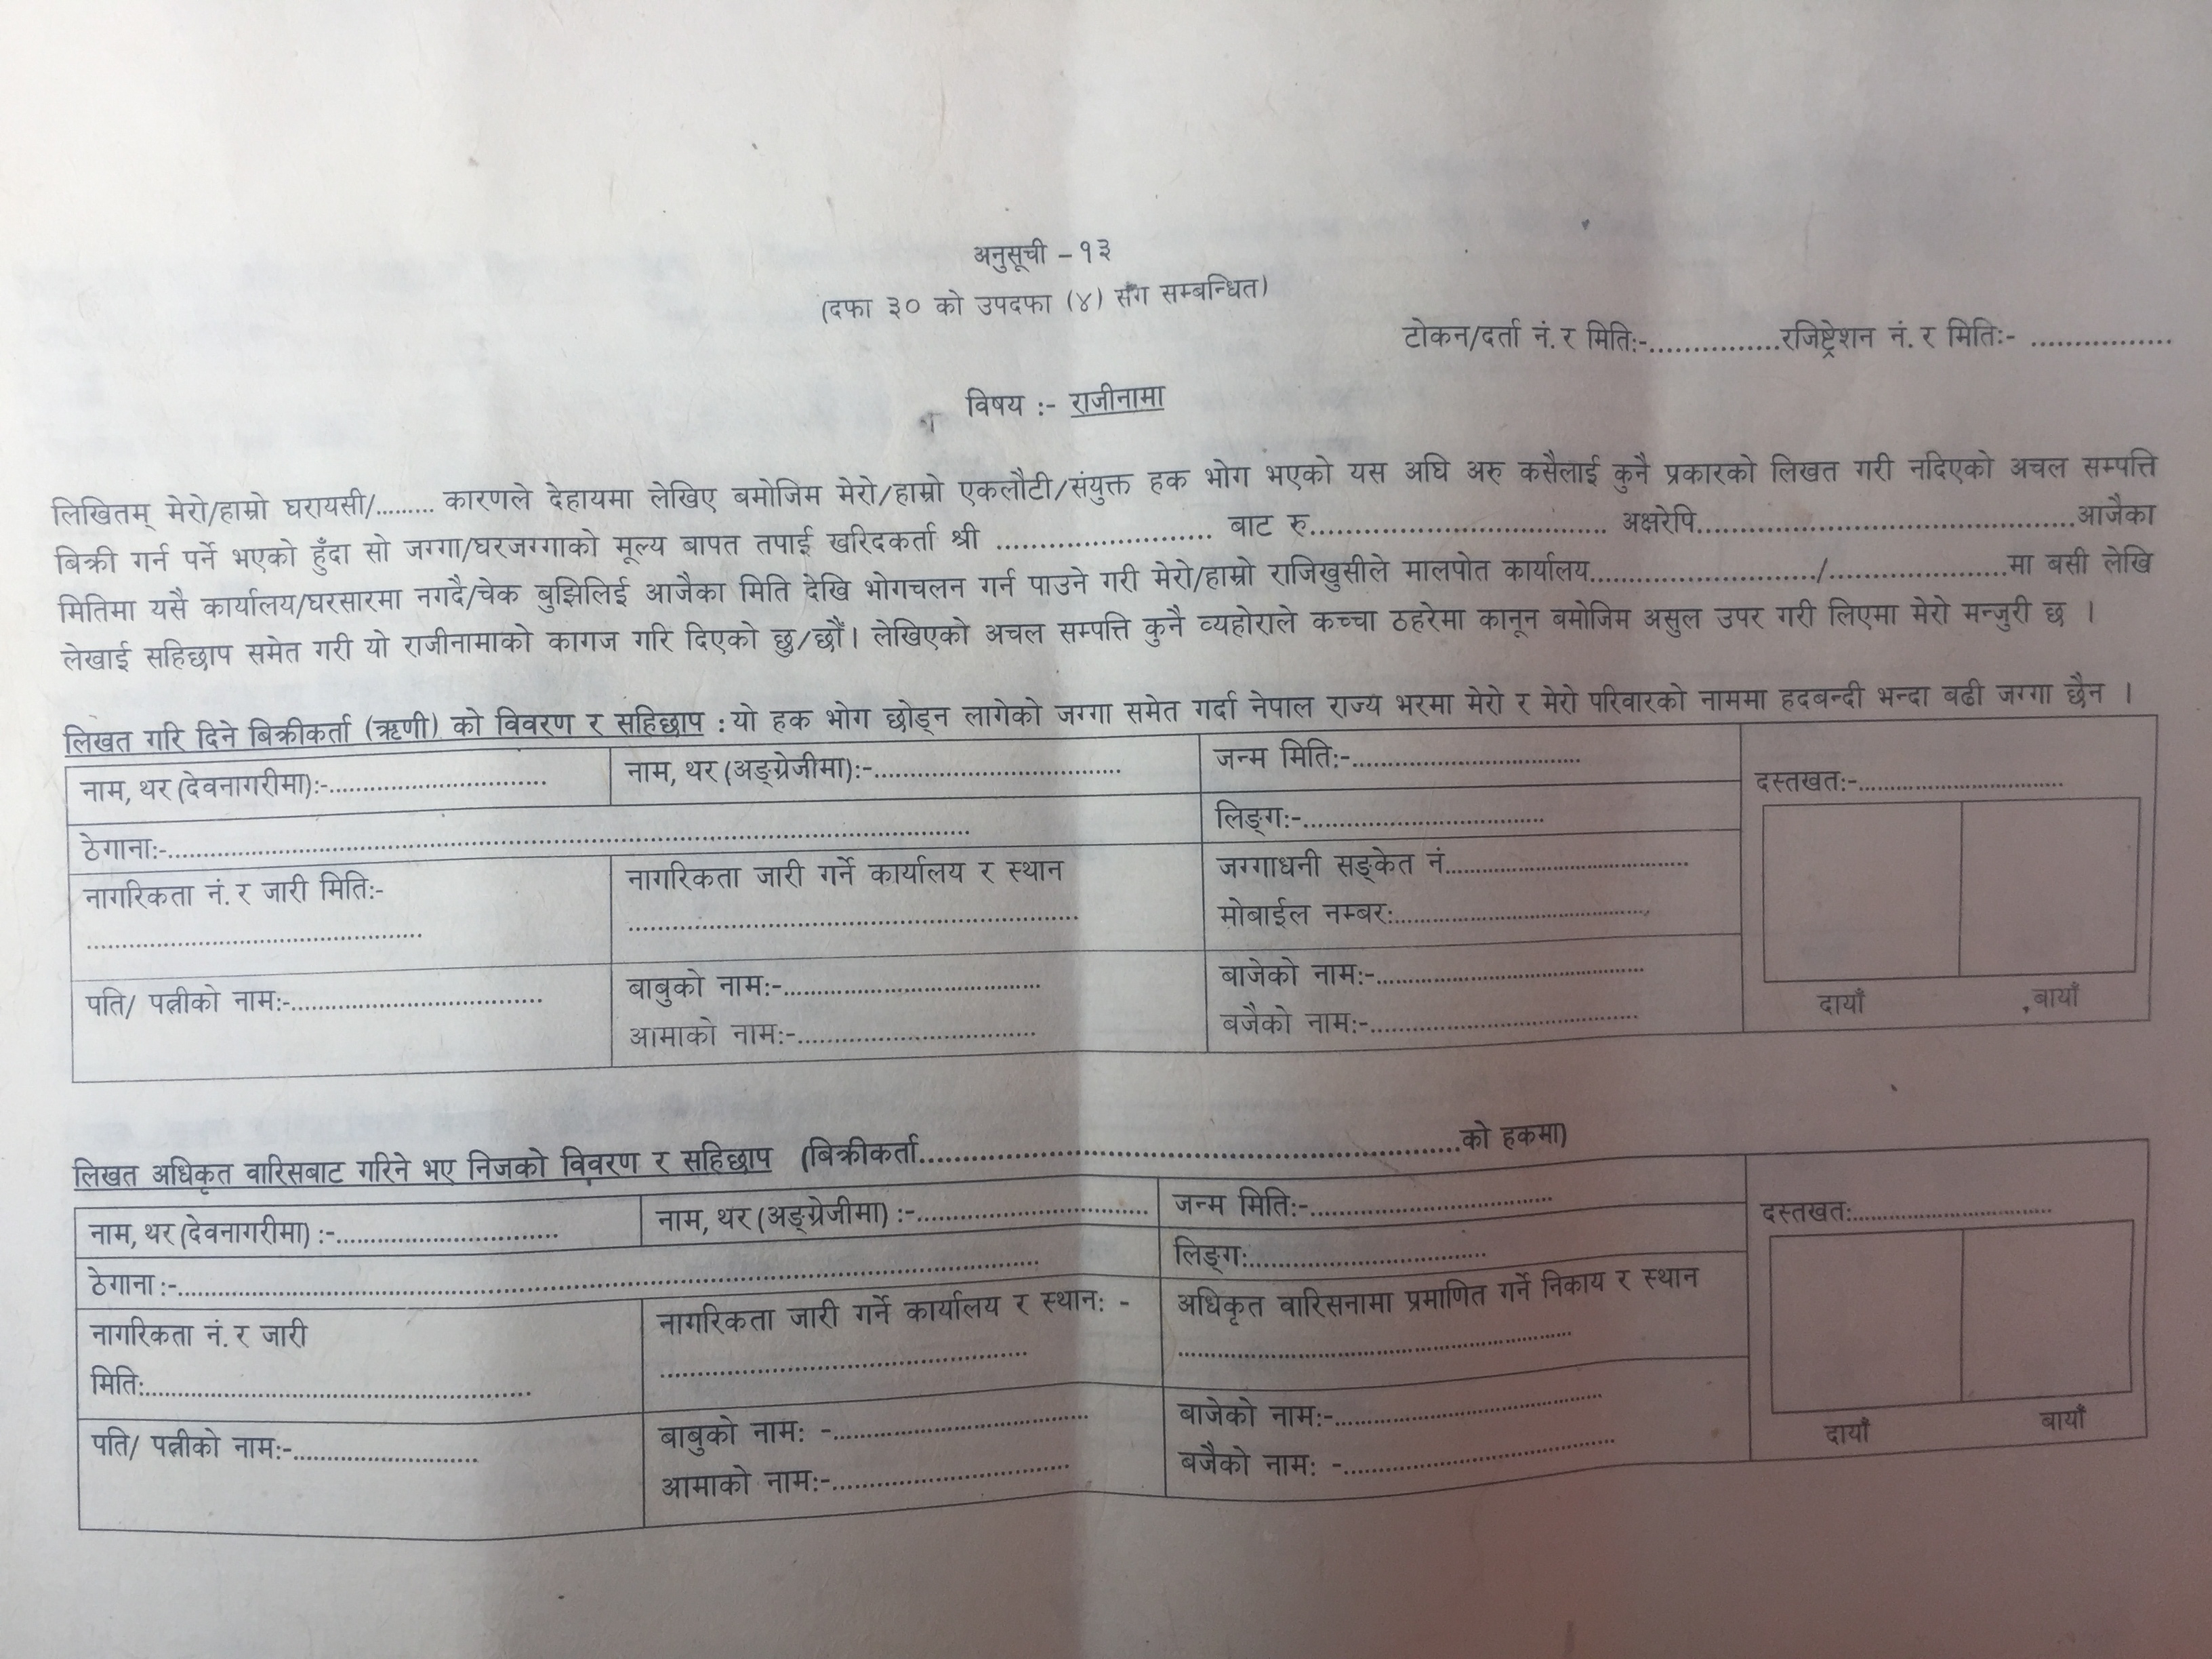 अनुसूची – १३
(दफा ३० को उपदफा (४) सँग सम्बन्धित)
टोकन/दर्ता नं. र मिति:-...............रजिष्ट्रेशन नं. र मिति:- ................
विषय :- राजीनामा
लिखितम् मेरो/हाम्रो घरायसी/......... कारणले देहायमा लेखिए बमोजिम मेरो/हाम्रो एकलौटी/संयुक्त हक भोग भएको यस अघि अरु कसैलाई कुनै प्रकारको लिखत गरी नदिएको अचल सम्पत्ति
बिक्री गर्न पर्ने भएको हुँदा सो जग्गा/घरजग्गाको मूल्य बापत तपाई खरिदकर्ता श्री ........................ बाट रु................................. अक्षरेपि..........................................आजैका
मितिमा यसै कार्यालय/घरसारमा नगदै/चेक बुझिलिई आजैका मिति देखि भोगचलन गर्न पाउने गरी मेरो/हाम्रो राजिखुसीले मालपोत कार्यालय........................./....................मा बसी लेखि
लेखाई सहिछाप समेत गरी यो राजीनामाको कागज गरि दिएको छु/छौं। लेखिएको अचल सम्पत्ति कुनै व्यहोराले कच्चा ठहरेमा कानून बमोजिम असुल उपर गरी लिएमा मेरो मन्जुरी छ ।
लिखत गरि दिने बिक्रीकर्ता (ऋणी) को विवरण र सहिछाप : यो हक भोग छोड्न लागेको जग्गा समेत गर्दा नेपाल राज्य भरमा मेरो र मेरो परिवारको नाममा हदबन्दी भन्दा बढी जग्गा छैन ।
नाम, थर (देवनागरीमा):-............................... नाम, थर (अङ्ग्रेजीमा):-................................... जन्म मिति:-................................. दस्तखत:-.................................
ठेगाना:-........................................................................................ लिङ्ग:-...................................
नागरिकता नं. र जारी मिति:- नागरिकता जारी गर्ने कार्यालय र स्थान जग्गाधनी सङ्केत नं...................................
............................................... ............................................................... मोबाईल नम्बर:....................................
पति/ पत्नीको नाम:-................................... बाबुको नाम:-..................................... बाजेको नाम:-...................................... दायाँ बायाँ
आमाको नाम:-................................. बजैको नाम:-......................................
लिखत अधिकृत वारिसबाट गरिने भए निजको विवरण र सहिछाप (बिक्रीकर्ता..............................................................को हकमा)
नाम, थर (देवनागरीमा) :-............................... नाम, थर (अङ्ग्रेजीमा) :-................................. जन्म मिति:-................................... दस्तखत:...............................
ठेगाना :-........................................................................................ लिङ्ग:..................................
नागरिकता नं. र जारी नागरिकता जारी गर्ने कार्यालय र स्थान: - अधिकृत वारिसनामा प्रमाणित गर्ने निकाय र स्थान
मिति:...................................................... .................................................... .......................................................
पति/ पत्नीको नाम:-.......................... बाबुको नाम: -.................................... बाजेको नाम:-...................................... दायाँ बायाँ
आमाको नाम:-................................. बजैको नाम: -.......................................